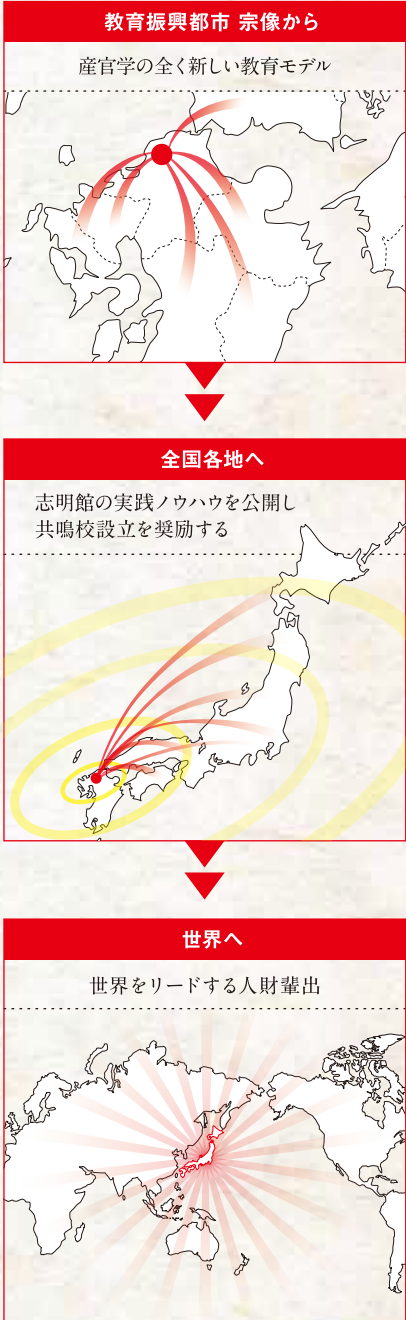 教育振興都市 宗像から
産官学の全く新しい教育モデル
全国各地へ
志明館の実践ノウハウを公開し
共鳴校設立を奨励する
世界へ
世界をリードする人財輩出